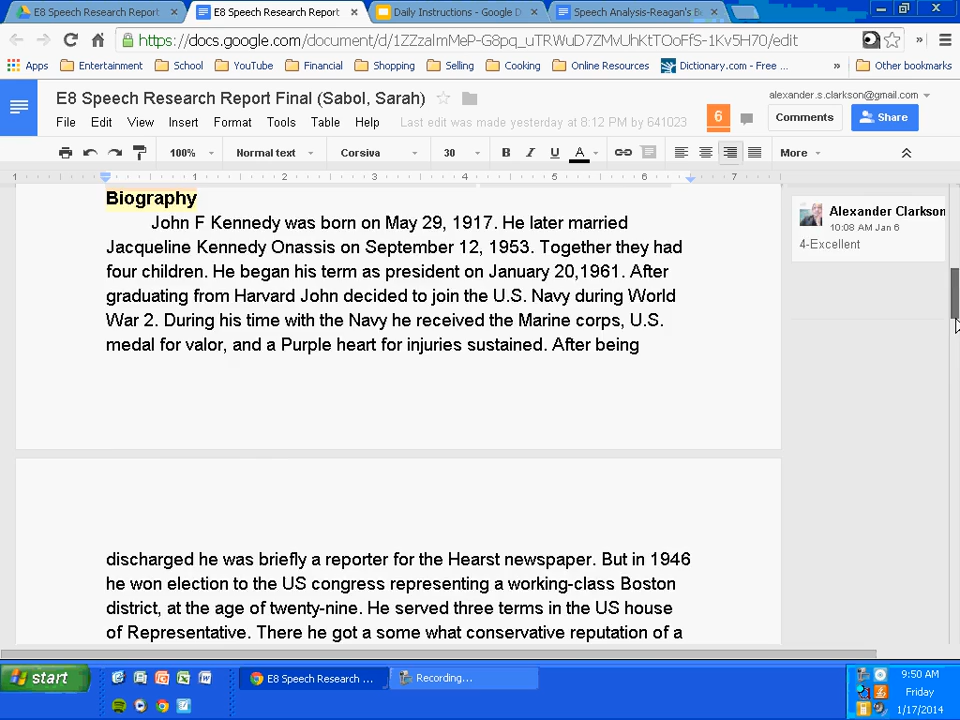 E8 Speech Research Report
E8 Speech Research Report
Daily Instructions - Google D
Speech Analysis-Reagan's B
https://docs.google.com/document/d/1ZZzalmMeP-G8pq_uTRWuD7ZMvUhKtTOoFfS-1Kv5H70/edit
Apps Entertainment School YouTube Financial Shopping Selling Cooking Online Resources Dictionary.com - Free ... » Other bookmarks
E8 Speech Research Report Final (Sabol, Sarah)
alexander.s.clarkson@gmail.com
File Edit View Insert Format Tools Table Help Last edit was made yesterday at 8:12 PM by 641023
6 Comments Share
100% Normal text Corsiva 30 B I U A More
1 1 2 3 4 5 6 7
Biography
John F Kennedy was born on May 29, 1917. He later married
Jacqueline Kennedy Onassis on September 12, 1953. Together they had
four children. He began his term as president on January 20,1961. After
graduating from Harvard John decided to join the U.S. Navy during World
War 2. During his time with the Navy he received the Marine corps, U.S.
medal for valor, and a Purple heart for injuries sustained. After being
Alexander Clarkson
10:08 AM Jan 6
4-Excellent
discharged he was briefly a reporter for the Hearst newspaper. But in 1946
he won election to the US congress representing a working-class Boston
district, at the age of twenty-nine. He served three terms in the US house
of Representative. There he got a some what conservative reputation of a
start
E8 Speech Research ...
Recording...
9:50 AM
Friday
1/17/2014